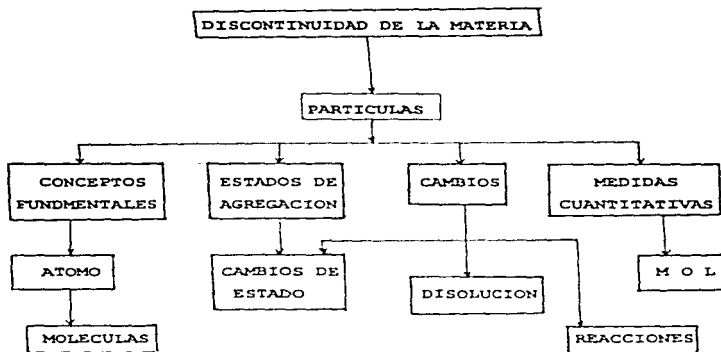 DISCONTINUIDAD DE LA MATERIA
PARTICULAS
CONCEPTOS
FUNDMENTALES
ESTADOS DE
AGREGACION
CAMBIOS
MEDIDAS
CUANTITATIVAS
ATOMO
CAMBIOS DE
ESTADO
DISOLUCION
M O L
MOLECULAS
REACCIONES